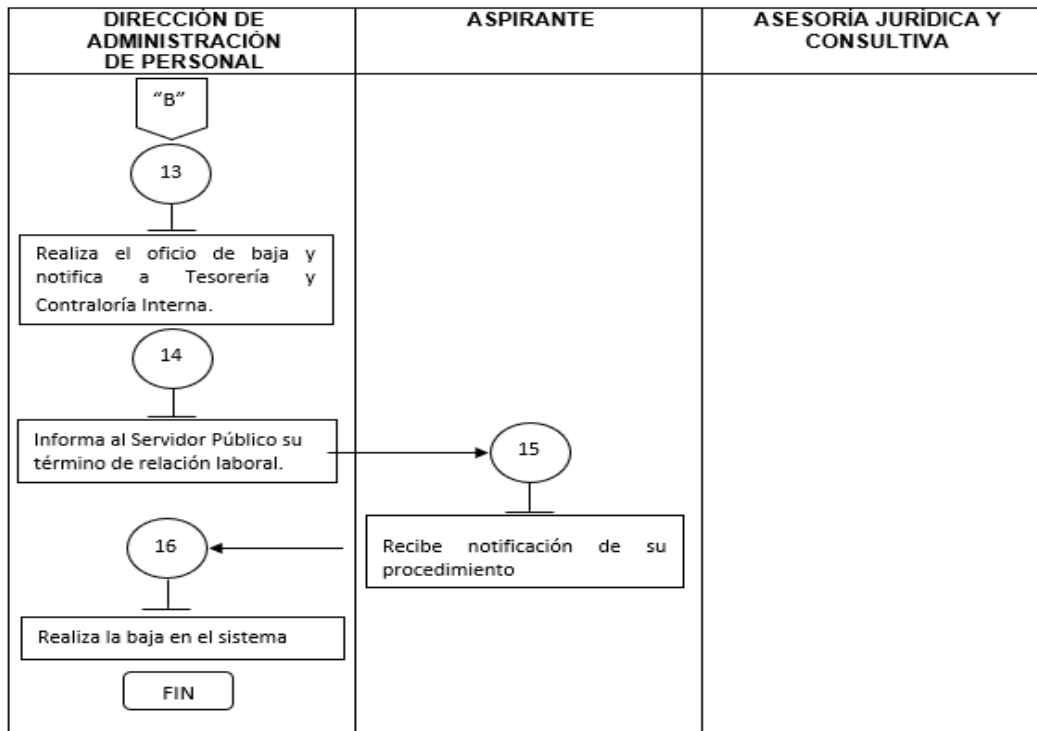 DIRECCIÓN DE
ADMINISTRACIÓN
DE PERSONAL
ASPIRANTE
ASESORÍA JURÍDICA Y
CONSULTIVA
“B”
13
Realiza el oficio de baja y
notifica a Tesorería y
Contraloría Interna.
14
Informa al Servidor Público su
término de relación laboral.
15
Recibe notificación de su
procedimiento
16
Realiza la baja en el sistema
FIN